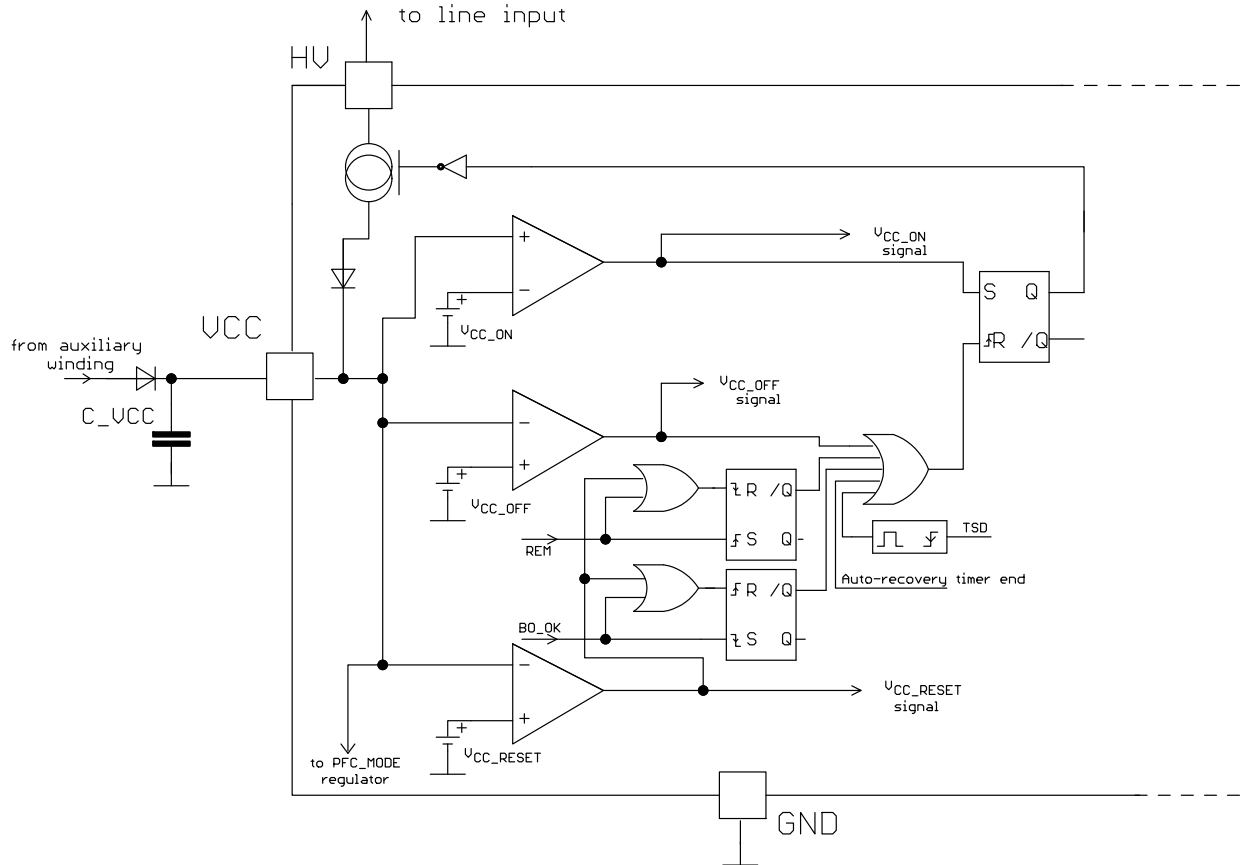 to line input
HV
VCC_ON
signal
+
−
+
VCC_ON
S Q
R /Q
VCC
from auxiliary
winding
C_VCC
VCC_OFF
signal
−
+
+
VCC_OFF
R /Q
S Q
REM
TSD
Auto-recovery timer end
R /Q
S Q
BO_OK
−
+
+
VCC_RESET
VCC_RESET
signal
to PFC_MODE
regulator
GND